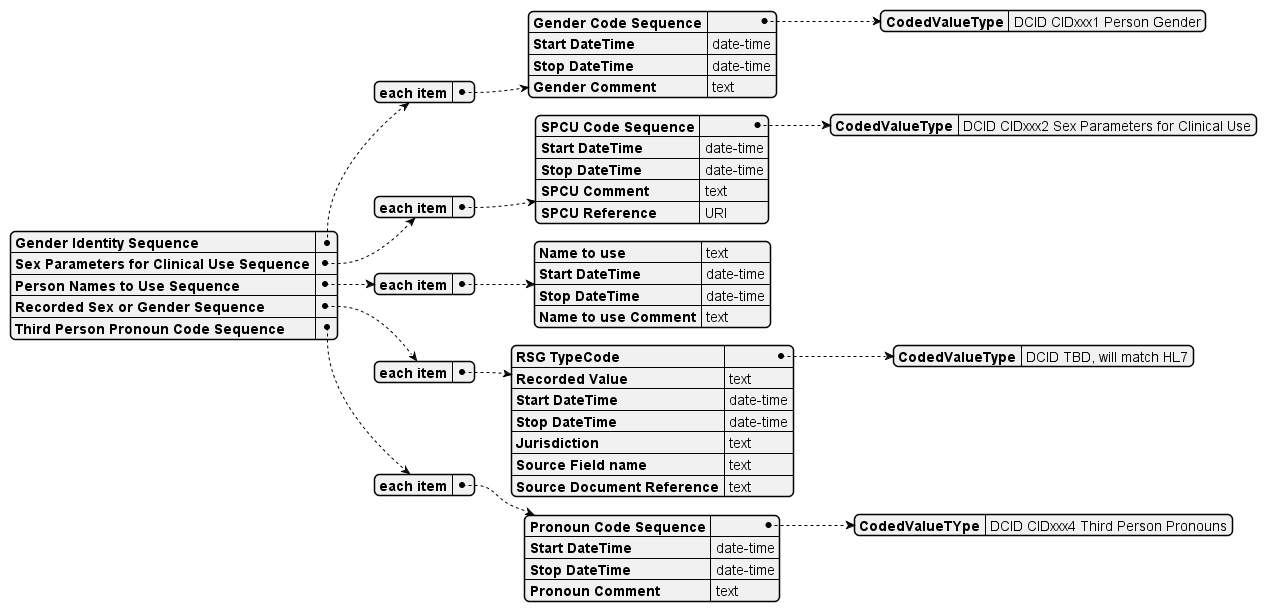 Gender Identity Sequence
Sex Parameters for Clinical Use Sequence
Person Names to Use Sequence
Recorded Sex or Gender Sequence
Third Person Pronoun Code Sequence
each item
Gender Code Sequence
Start DateTime date-time
Stop DateTime date-time
Gender Comment text
CodedValueType DCID CIDxxx1 Person Gender
each item
SPCU Code Sequence
Start DateTime date-time
Stop DateTime date-time
SPCU Comment text
SPCU Reference URI
CodedValueType DCID CIDxxx2 Sex Parameters for Clinical Use
each item
Name to use text
Start DateTime date-time
Stop DateTime date-time
Name to use Comment text
each item
RSG TypeCode
Recorded Value text
Start DateTime date-time
Stop DateTime date-time
Jurisdiction text
Source Field name text
Source Document Reference text
CodedValueType DCID TBD, will match HL7
each item
Pronoun Code Sequence
Start DateTime date-time
Stop DateTime date-time
Pronoun Comment text
CodedValueTYpe DCID CIDxxx4 Third Person Pronouns